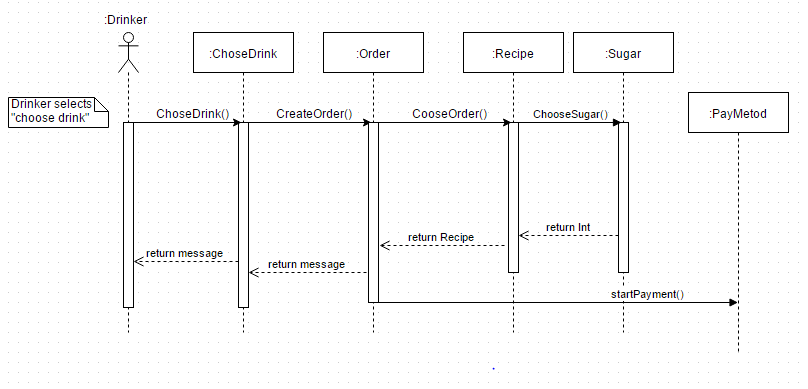 :Drinker
:ChoseDrink
:Order
:Recipe
:Sugar
Drinker selects
"choose drink"
:PayMetod
ChoseDrink()
CreateOrder()
CooseOrder()
ChooseSugar()
return Int
return Recipe
return message
return message
startPayment()